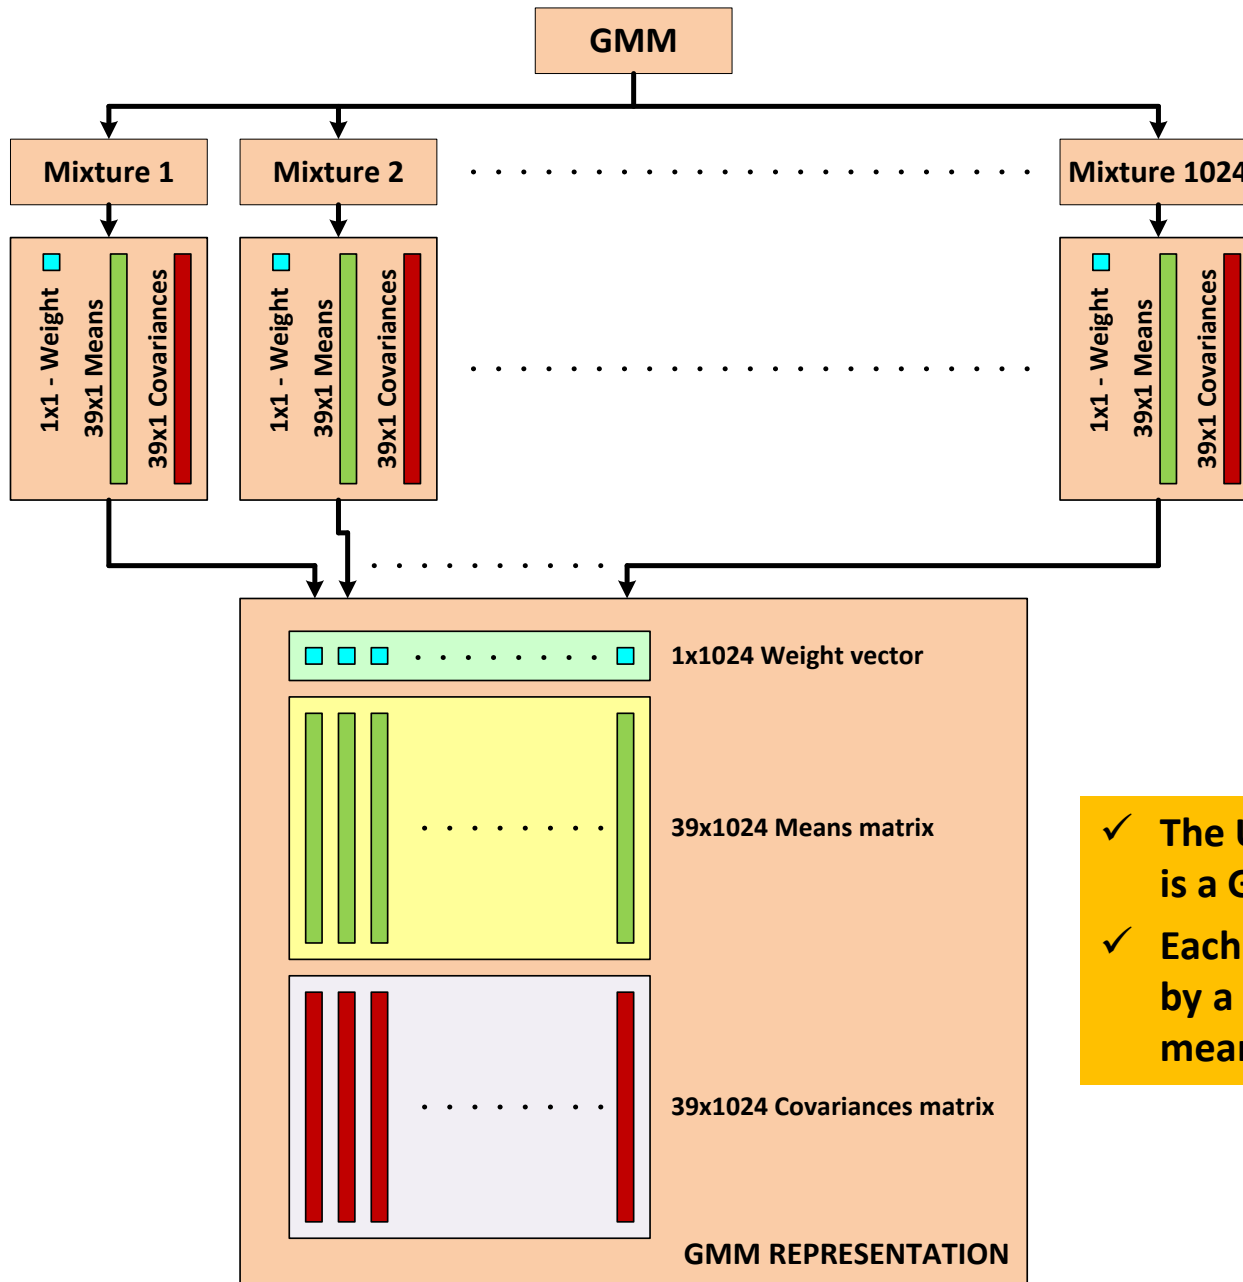 GMM
Mixture 1
Mixture 2
Mixture 1024
1x1 - Weight
39x1 Means
39x1 Covariances
1x1 - Weight
39x1 Means
39x1 Covariances
1x1 - Weight
39x1 Means
39x1 Covariances
1x1024 Weight vector
39x1024 Means matrix
39x1024 Covariances matrix
GMM REPRESENTATION
✓ The
is a
✓ Each
by a